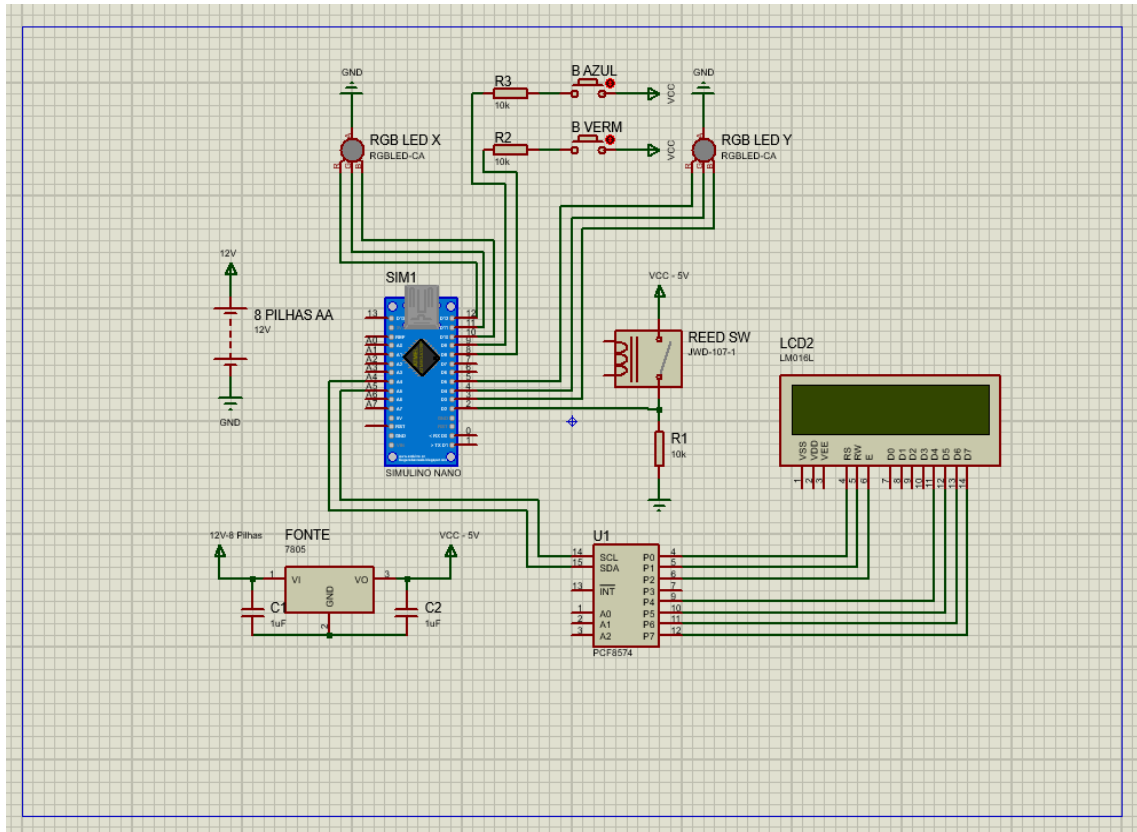 GND
RGB LED X
RGBLED-CA
R3
10k
B AZUL
VCC
R2
10k
B VERM
VCC
GND
RGB LED Y
RGBLED-CA
12V
8 PILHAS AA
12V
GND
SIM1
13
A0
A1
A2
A3
A4
A5
A6
A7
12
11
10
9
8
7
6
5
4
3
2
0
1
SIMULINO NANO
VCC - 5V
REED SW
JWD-107-1
R1
10k
LCD2
LM016L
VSS
VDD
VEE
RS
RW
E
D0
D1
D2
D3
D4
D5
D6
D7
1
2
3
4
5
6
7
8
9
10
11
12
13
14
12V-8 Pilhas
FONTE
7805
VCC - 5V
1
VI
VO
3
GND
2
C1
1uF
C2
1uF
U1
14
SCL
15
SDA
13
INT
1
A0
2
A1
3
A2
P0
4
P1
5
P2
6
P3
7
P4
9
P5
10
P6
11
P7
12
PCF8574